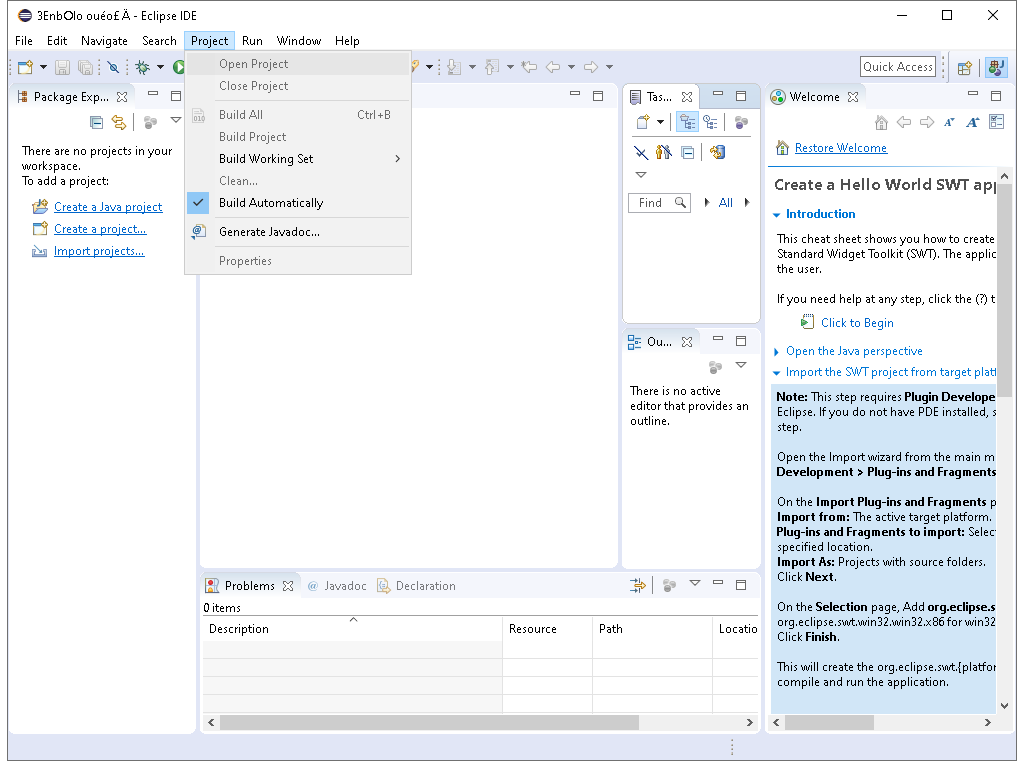 3EnbOlo ouéo£ Ä - Eclipse IDE
File Edit Navigate Search Project Run Window Help
Quick Access
Open Project
Close Project
Build All Ctrl+B
Build Project
Build Working Set
Clean...
Build Automatically
Generate Javadoc...
Properties
Package Exp...
There are no projects in your
workspace.
To add a project:
Create a Java project
Create a project...
Import projects...
Tas...
Find
All
Ou...
There is no active
editor that provides an
outline.
Problems @ Javadoc Declaration
0 items
Description Resource Path Locatio
Welcome
Restore Welcome
Create a Hello World SWT app
Introduction
This cheat sheet shows you how to create
Standard Widget Toolkit (SWT). The applic
the user.
If you need help at any step, click the (?) t
Click to Begin
Open the Java perspective
Import the SWT project from target platf
Note: This step requires Plugin Develope
Eclipse. If you do not have PDE installed, s
step.
Open the Import wizard from the main m
Development > Plug-ins and Fragments
On the Import Plug-ins and Fragments p
Import from: The active target platform.
Plug-ins and Fragments to import: Selec
specified location.
Import As: Projects with source folders.
Click Next.
On the Selection page, Add org.eclipse.s
org.eclipse.swt.win32.win32.x86 for win32
Click Finish.
This will create the org.eclipse.swt.{platfor
compile and run the application.